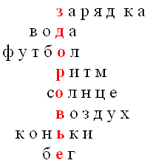 зарядка
вода
футбол
ритм
солнце
воздух
коньки
бег